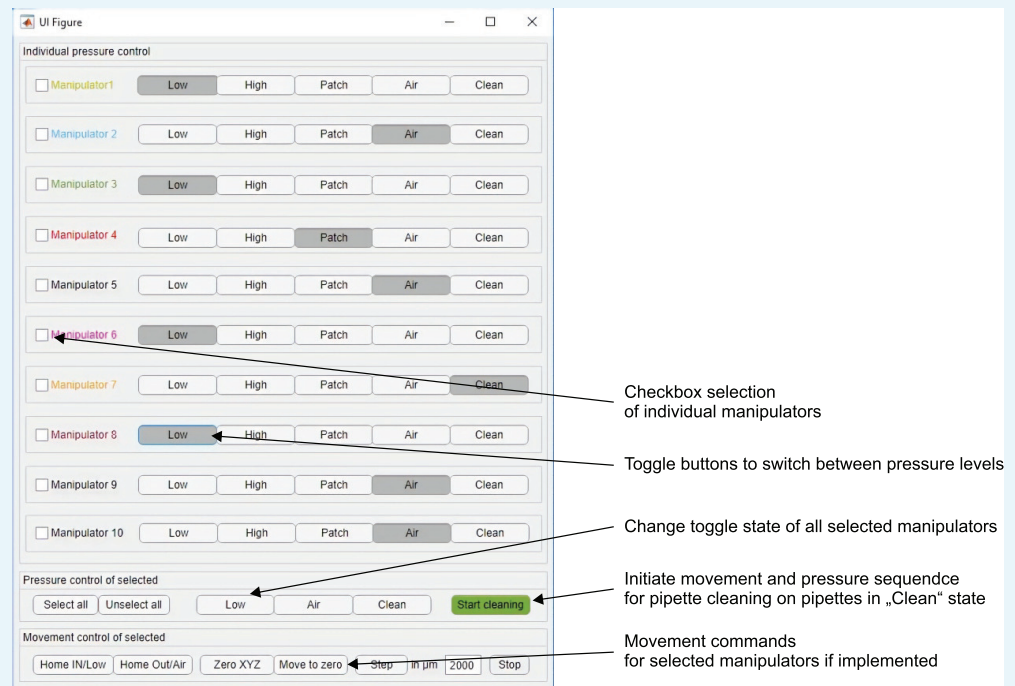 UI Figure
Individual pressure control
Manipulator1 Low High Patch Air Clean
Manipulator 2 Low High Patch Air Clean
Manipulator 3 Low High Patch Air Clean
Manipulator 4 Low High Patch Air Clean
Manipulator 5 Low High Patch Air Clean
Manipulator 6 Low High Patch Air Clean
Manipulator 7 Low High Patch Air Clean
Manipulator 8 Low High Patch Air Clean
Manipulator 9 Low High Patch Air Clean
Manipulator 10 Low High Patch Air Clean
Pressure control of selected
Select all Unselect all Low Air Clean Start cleaning
Movement control of selected
Home IN/Low Home Out/Air Zero XYZ Move to zero Step in µm 2000 Stop
Checkbox selection
of individual manipulators
Toggle buttons to switch between pressure levels
Change toggle state of all selected manipulators
Initiate movement and pressure sequendce
for pipette cleaning on pipettes in „Clean“ state
Movement commands
for selected manipulators if implemented